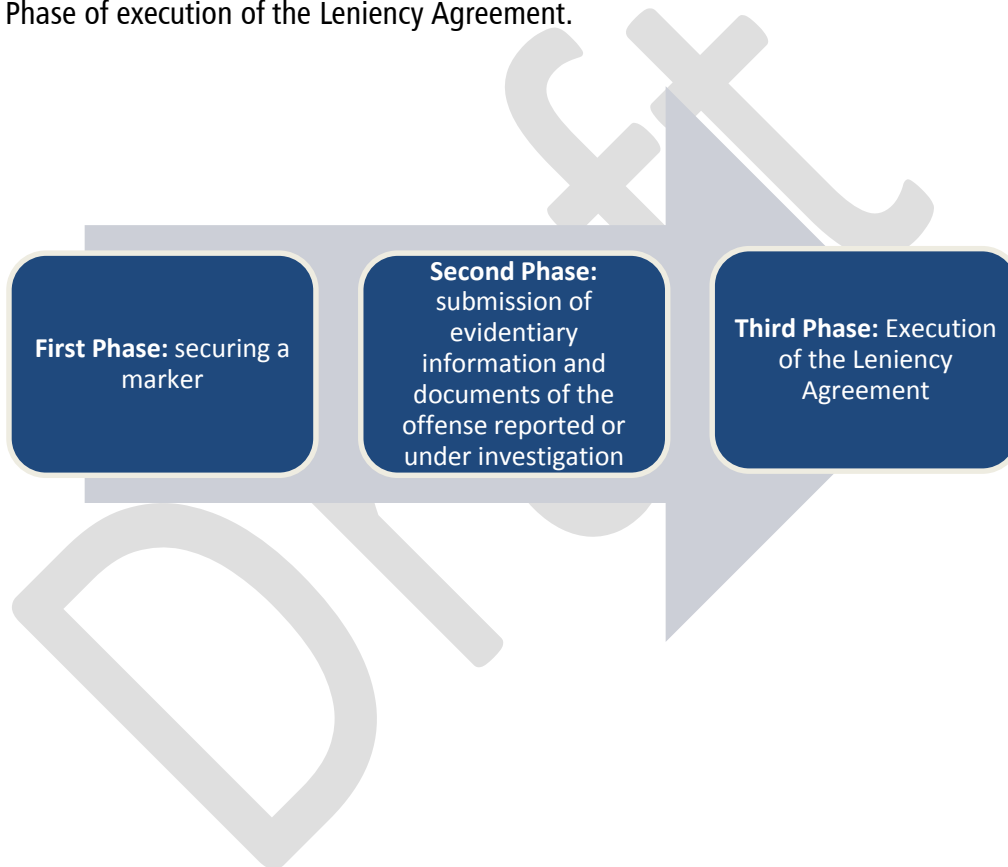 Phase of execution of the Leniency Agreement.
First Phase: securing a
marker
Second Phase:
submission of
evidentiary
information and
documents of the
offense reported or
under investigation
Third Phase: Execution
of the Leniency
Agreement
Draft